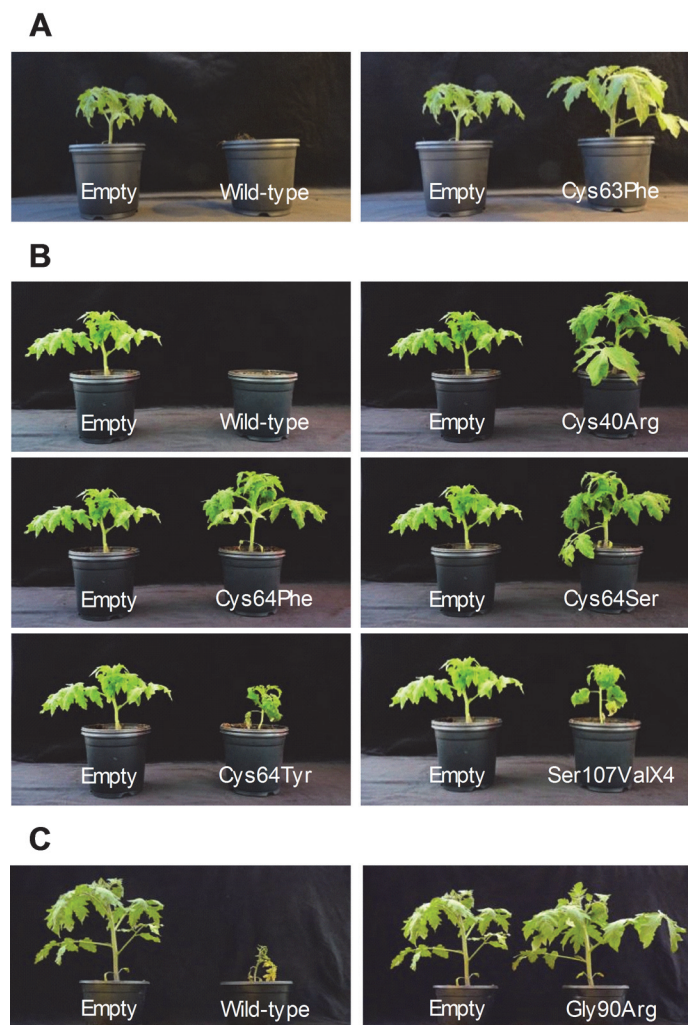 A
Empty Wild-type Empty Cys63Phe
B
Empty Wild-type Empty Cys40Arg
Empty Cys64Phe Empty Cys64Ser
Empty Cys64Tyr Empty Ser107ValX4
C
Empty Wild-type Empty Gly90Arg